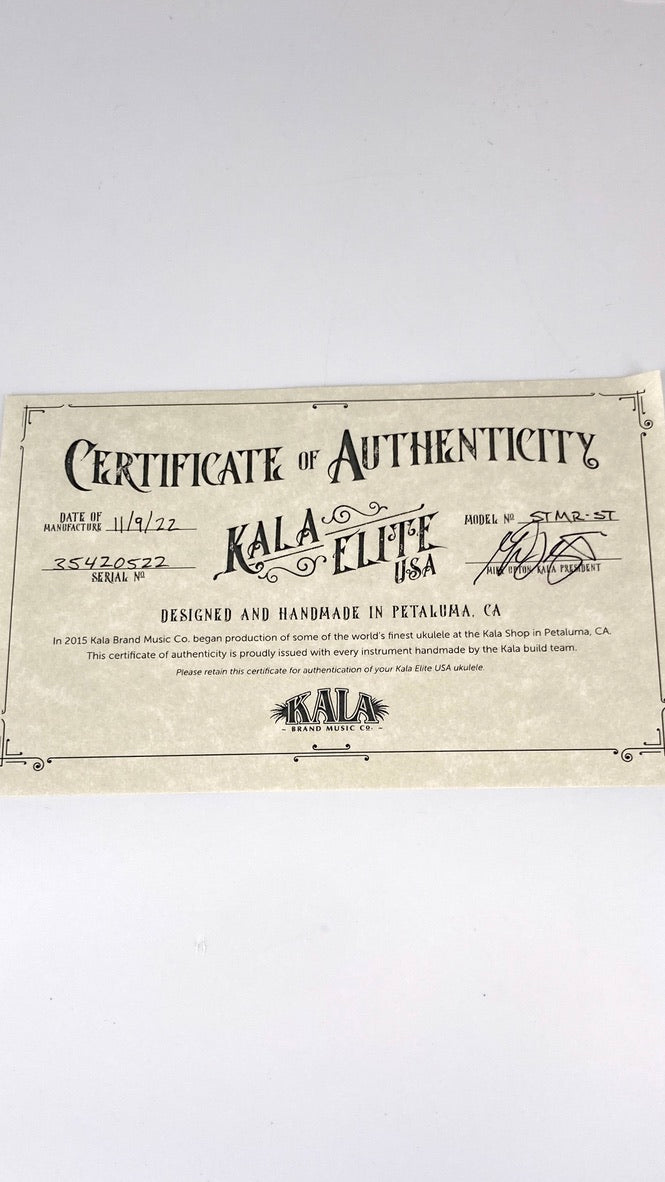 CERTIFICATE OF AUTHENTICITY
DATE OF MANUFACTURE 11/9/22
35420522
SERIAL Nº
KALA ELITE USA
MODEL Nº STMR-ST
MIKE UPTON, KALA PRESIDENT
DESIGNED AND HANDMADE IN PETALUMA, CA
In 2015 Kala Brand Music Co. began production of some of the world's finest ukulele at the Kala Shop in Petaluma, CA.
This certificate of authenticity is proudly issued with every instrument handmade by the Kala build team.
Please retain this certificate for authentication of your Kala Elite USA ukulele.
KALA
~ BRAND MUSIC Cº. ~